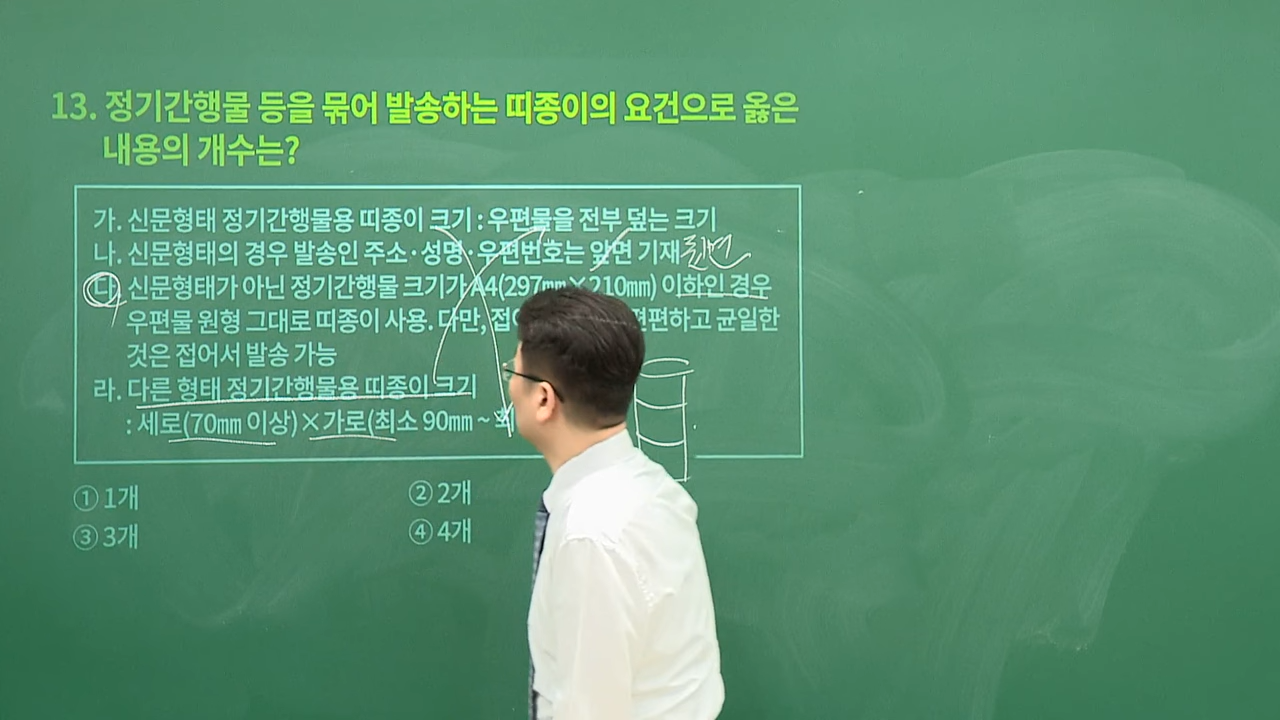 13. 정기간행물 등을 묶어 발송하는 띠종이의 요건으로 옳은
내용의 개수는?
가. 신문형태 정기간행물용 띠종이 크기 : 우편물을 전부 덮는 크기
나. 신문형태의 경우 발송인 주소·성명·우편번호는 앞면 기재 뒷면
다. 신문형태가 아닌 정기간행물 크기가 A4(297㎜×210㎜) 이하인 경우
우편물 원형 그대로 띠종이 사용. 다만, 편편하고 균일한
것은 접어서 발송 가능
라. 다른 형태 정기간행물용 띠종이 크기
: 세로(70㎜ 이상)×가로(최소 90㎜ ~
① 1개
② 2개
③ 3개
④ 4개